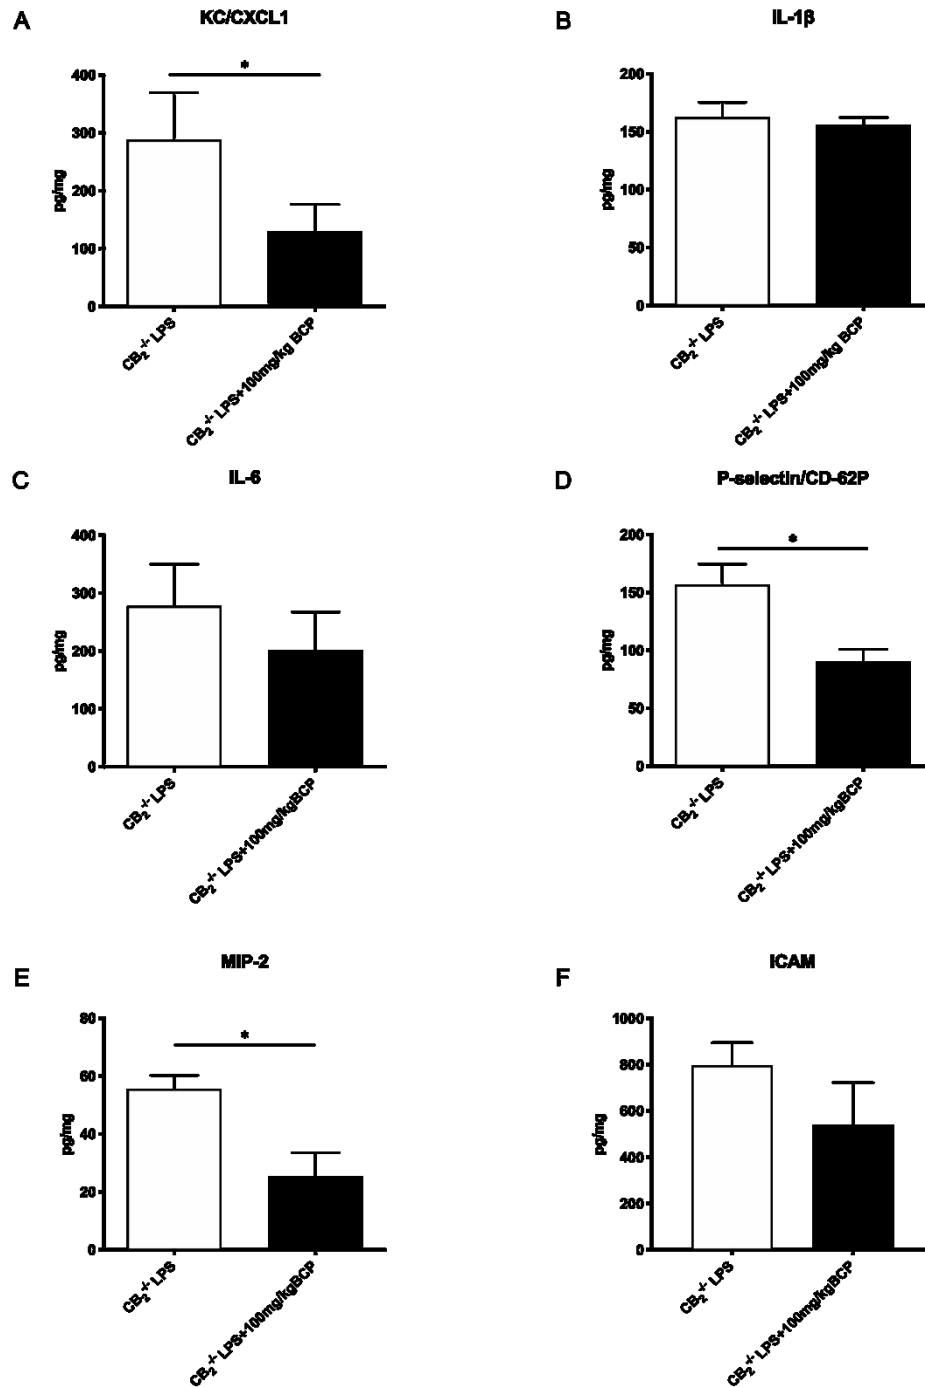 A
KC/CXCL1
*
400
300
200
100
0
pg/mg
CB₂⁻/⁻ LPS
CB₂⁻/⁻ LPS+100mg/kg BCP
B
IL-1β
200
150
100
50
0
pg/mg
CB₂⁻/⁻ LPS
CB₂⁻/⁻ LPS+100mg/kg BCP
C
IL-6
400
300
200
100
0
pg/mg
CB₂⁻/⁻ LPS
CB₂⁻/⁻ LPS+100mg/kgBCP
D
P-selectin/CD-62P
*
200
150
100
50
0
pg/mg
CB₂⁻/⁻ LPS
CB₂⁻/⁻ LPS+100mg/kgBCP
E
MIP-2
*
80
60
40
20
0
pg/mg
CB₂⁻/⁻ LPS
CB₂⁻/⁻ LPS+100mg/kgBCP
F
ICAM
1000
800
600
400
200
0
pg/mg
CB₂⁻/⁻ LPS
CB₂⁻/⁻ LPS+100mg/kgBCP